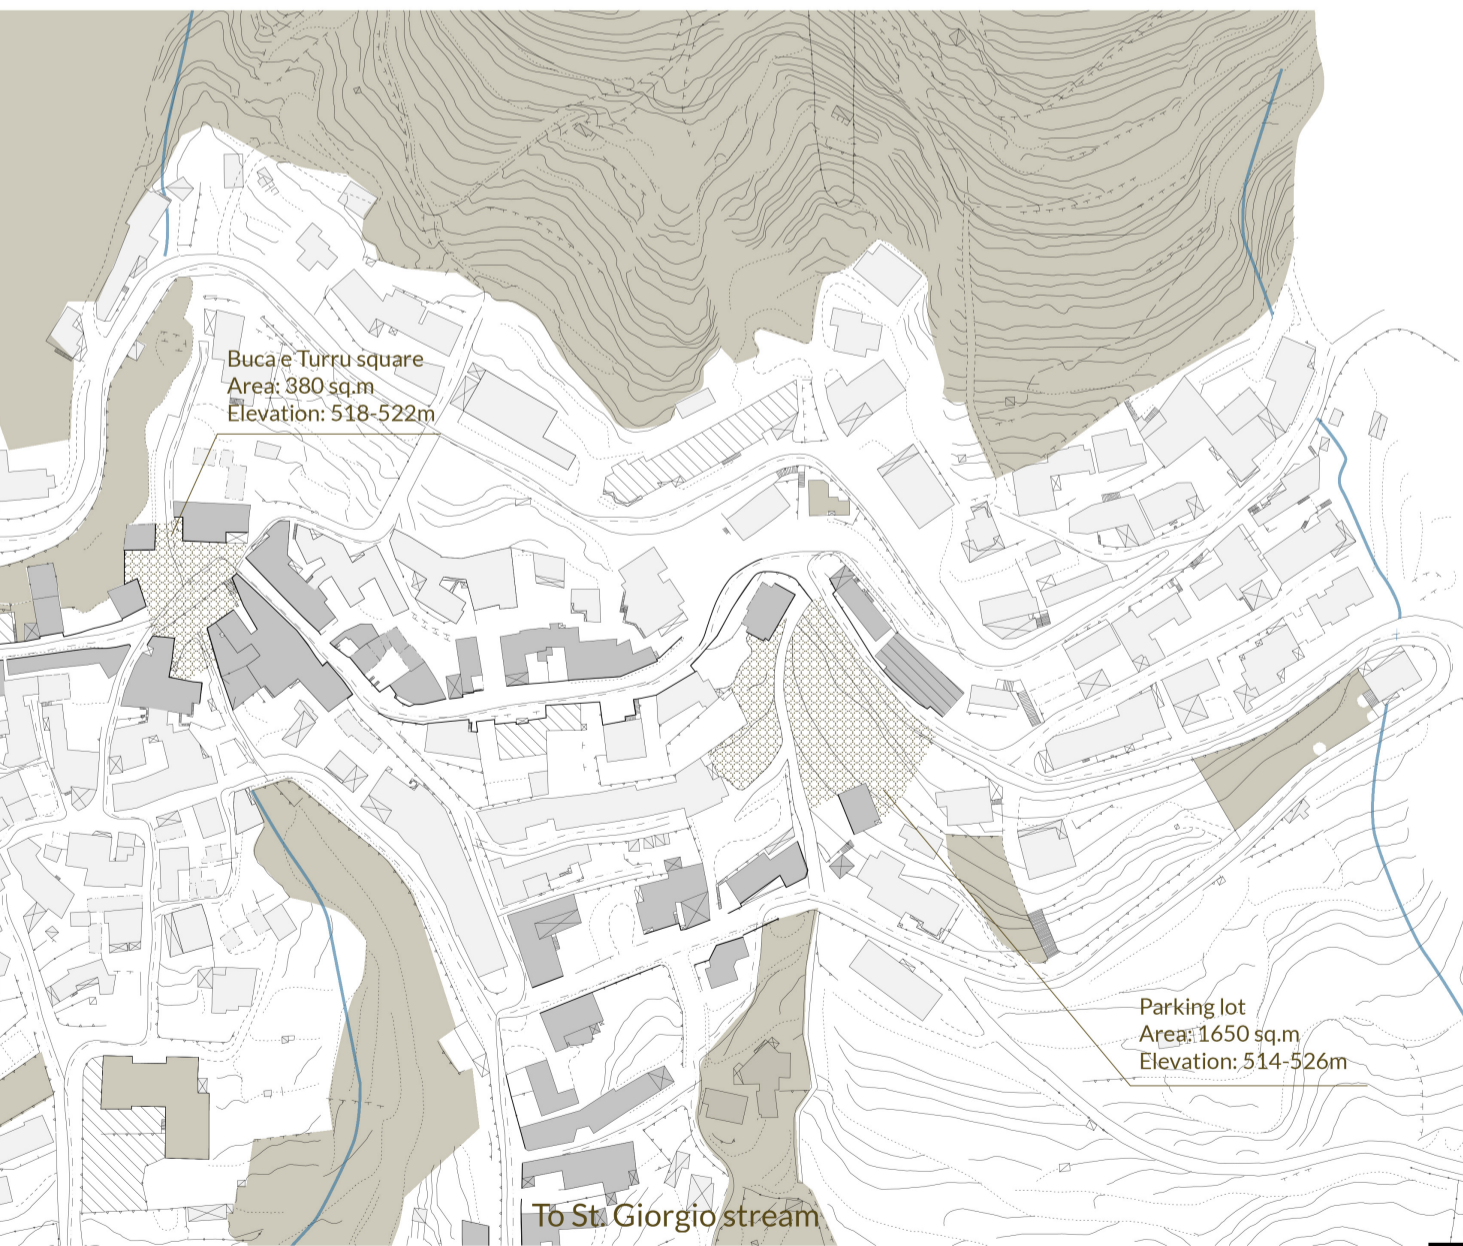 Buca e Turru square
Area: 380 sq.m
Elevation: 518-522m
Parking lot
Area: 1650 sq.m
Elevation: 514-526m
To St. Giorgio stream